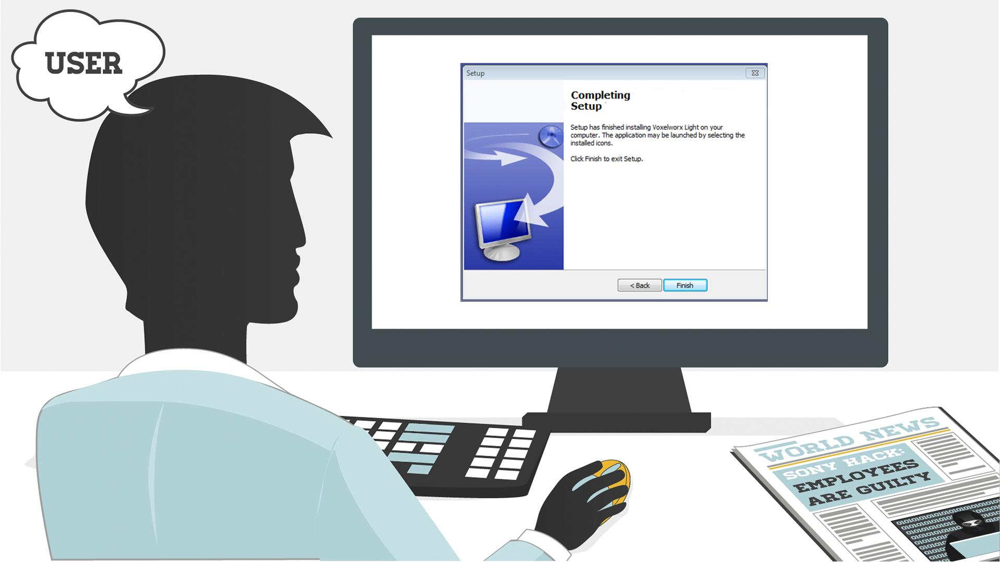 USER
Setup
Completing
Setup
Setup has finished installing Voxelworx Light on your
computer. The application may be launched by selecting the
installed icons.
Click Finish to exit Setup.
< Back
Finish
WORLD NEWS
SONY HACK:
EMPLOYEES
ARE GUILTY